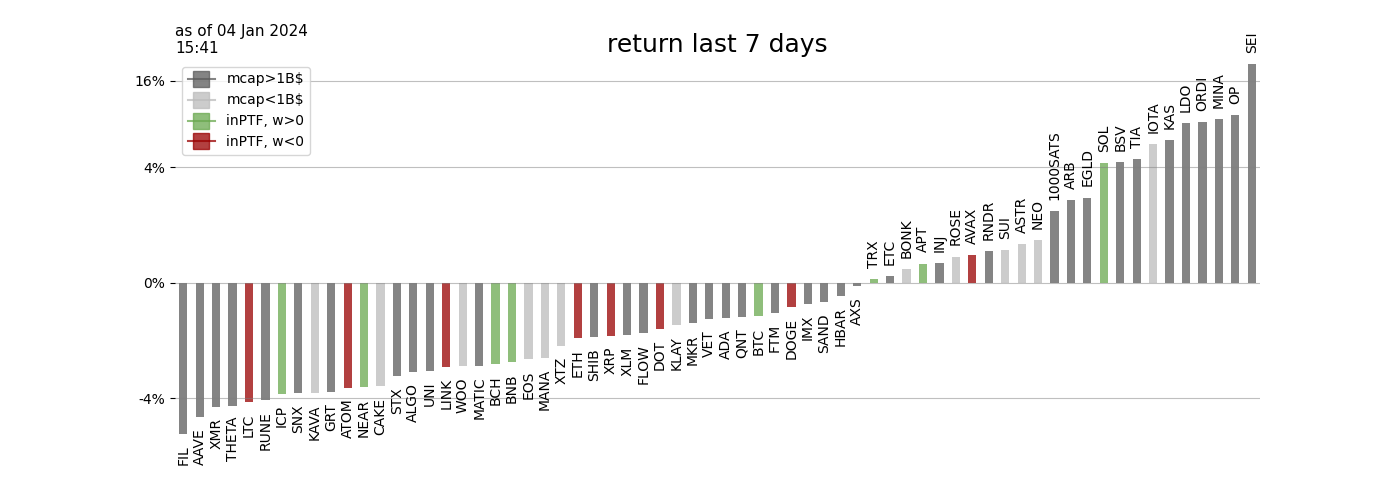 as of 04 Jan 2024
15:41
return last 7 days
mcap>1B$
mcap<1B$
inPTF, w>0
inPTF, w<0
16%
4%
0%
-4%
FIL
AAVE
XMR
THETA
LTC
RUNE
ICP
SNX
KAVA
GRT
ATOM
NEAR
CAKE
STX
ALGO
UNI
LINK
WOO
MATIC
BCH
BNB
EOS
MANA
XTZ
ETH
SHIB
XRP
XLM
FLOW
DOT
KLAY
MKR
VET
ADA
QNT
BTC
FTM
DOGE
IMX
SAND
HBAR
AXS
TRX
ETC
BONK
APT
INJ
ROSE
AVAX
RNDR
SUI
ASTR
NEO
1000SATS
ARB
EGLD
SOL
BSV
TIA
IOTA
KAS
LDO
ORDI
MINA
OP
SEI